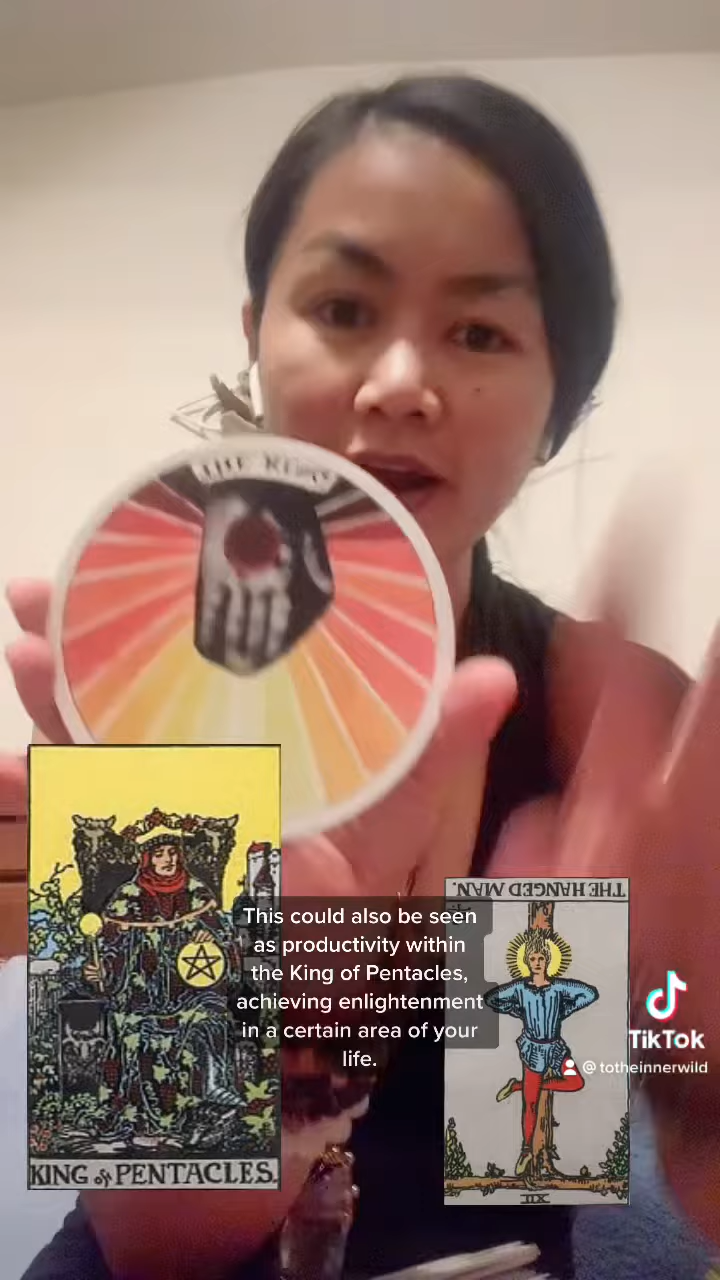 THE KING
THE HANGED MAN.
This could also be seen
as productivity within
the King of Pentacles,
achieving enlightenment
in a certain area of your
life.
TikTok
@ totheinnerwild
KING of PENTACLES.
XII